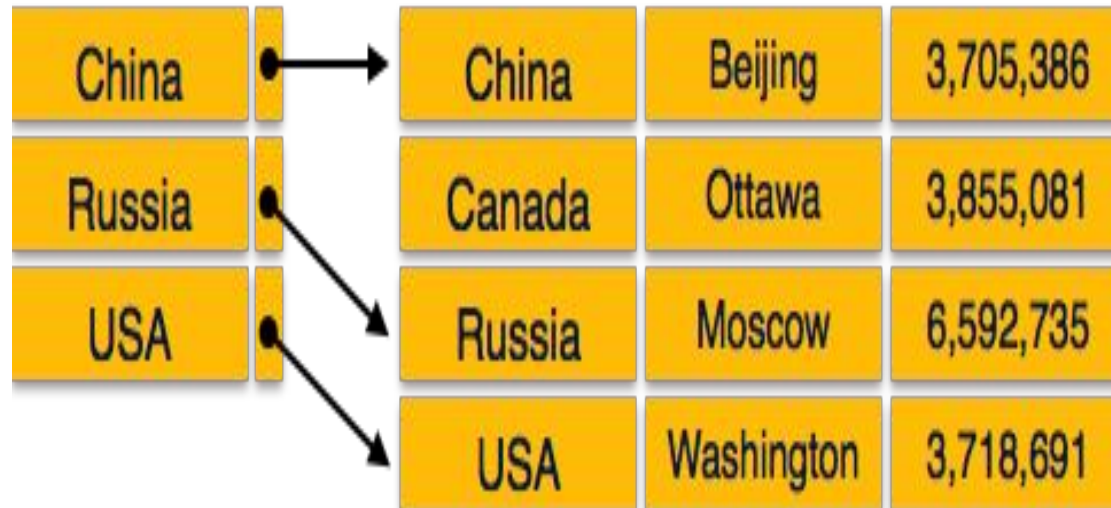 China China Beijing 3,705,386
Russia Canada Ottawa 3,855,081
USA Russia Moscow 6,592,735
USA Washington 3,718,691